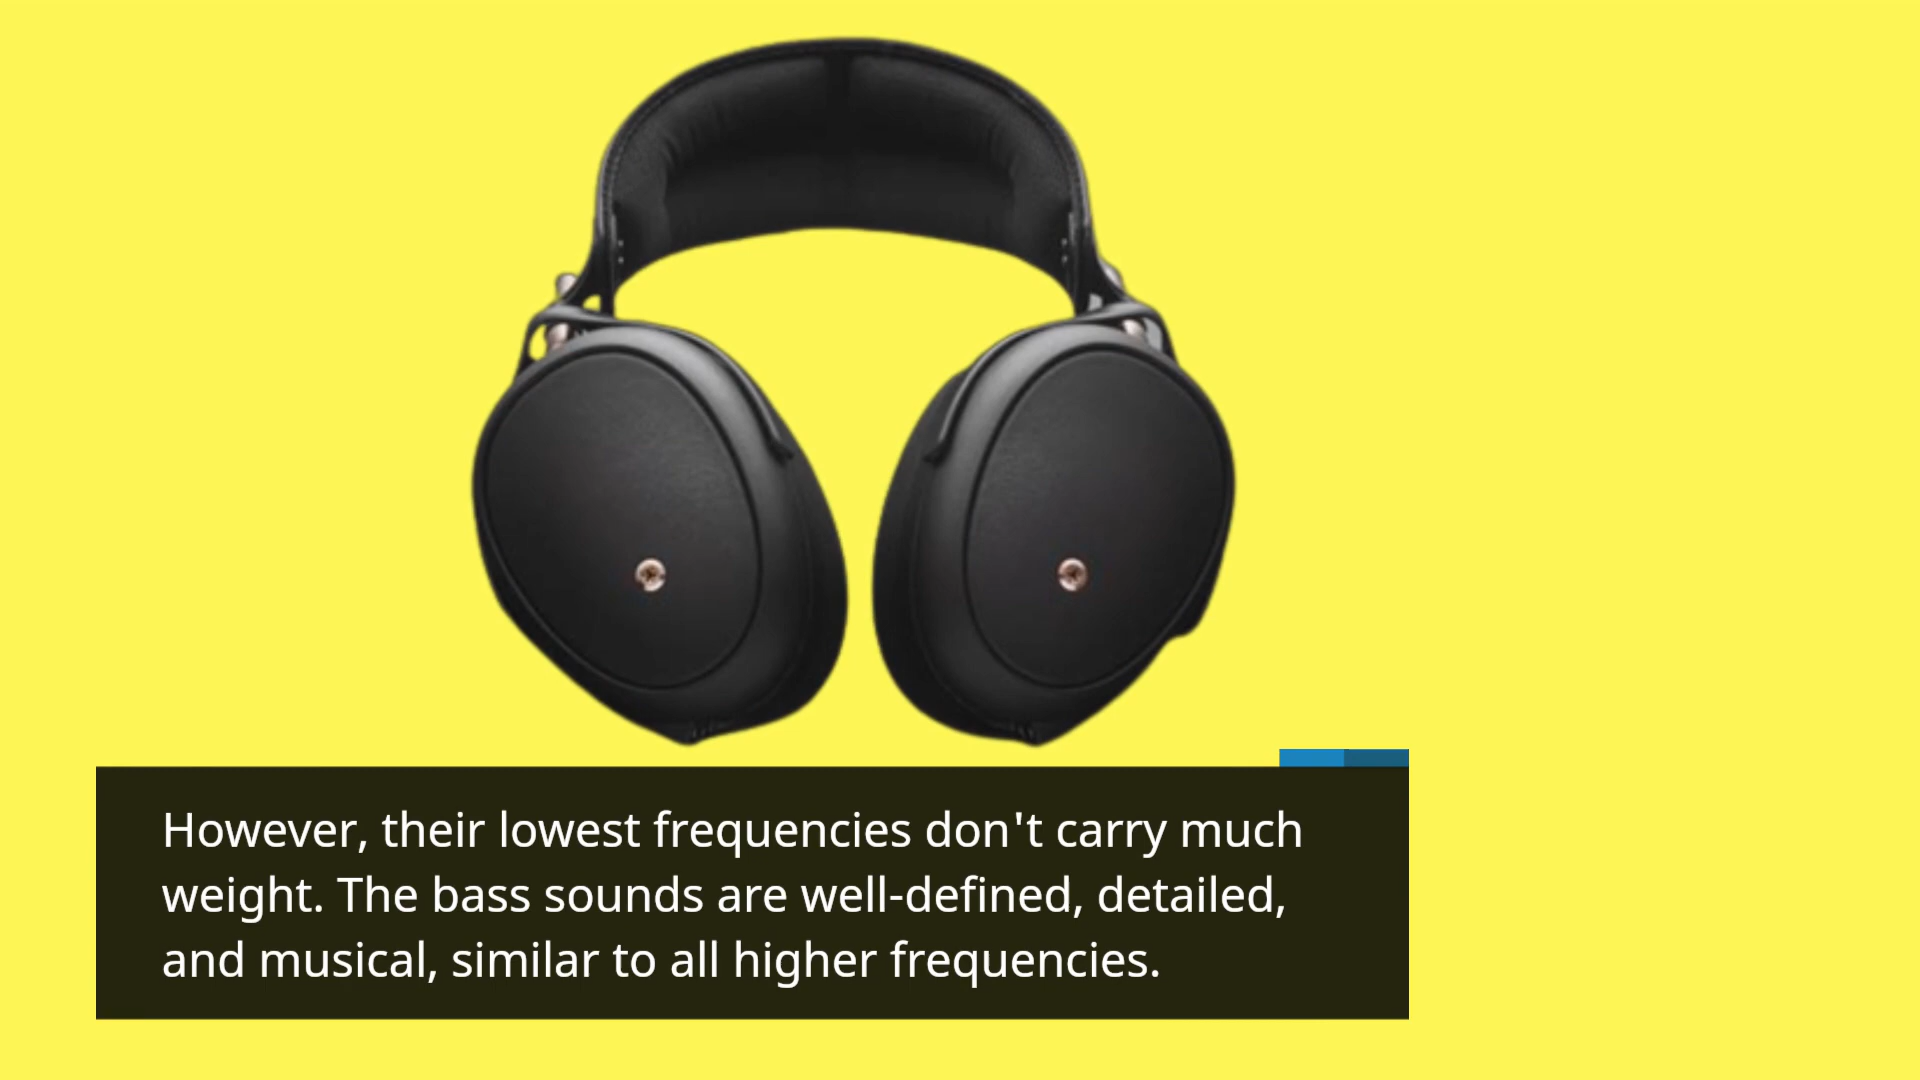 However, their lowest frequencies don't carry much
weight. The bass sounds are well-defined, detailed,
and musical, similar to all higher frequencies.